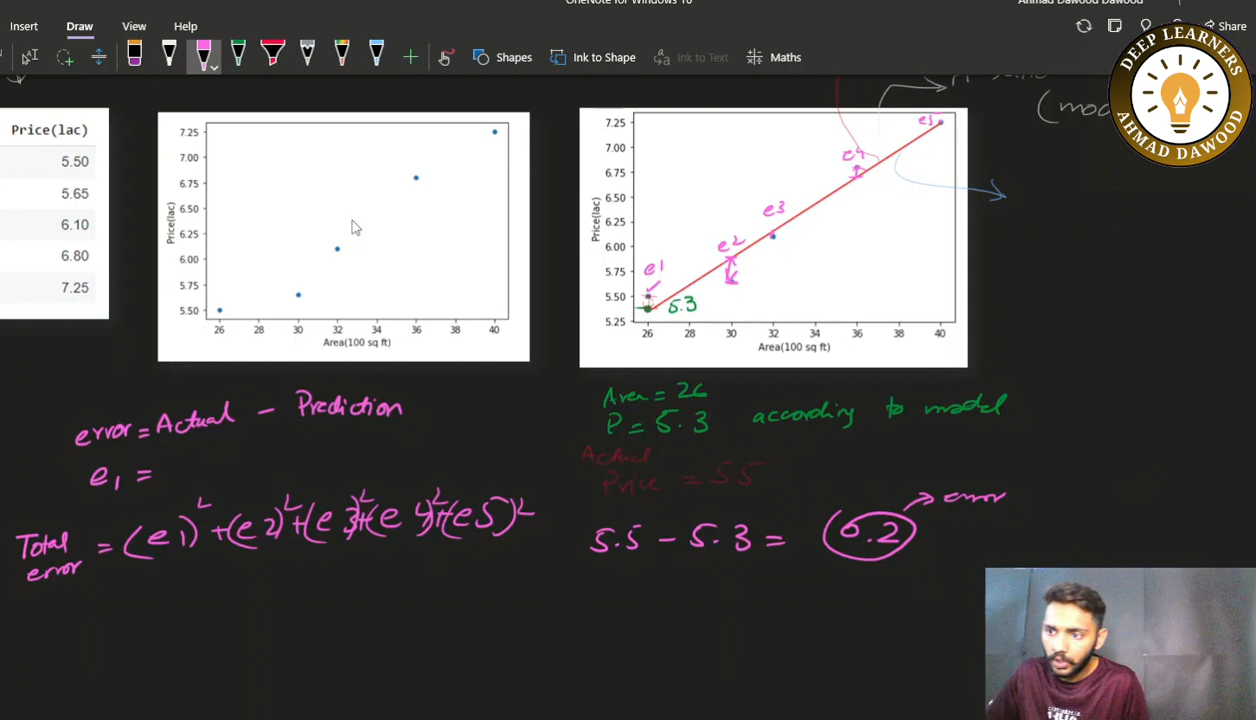 OneNote for Windows 10
Ahmad Dawood Dawood
Insert
Draw
View
Help
Share
Shapes
Ink to Shape
Ink to Text
Maths
DEEP LEARNERS
AHMAD DAWOOD
Price(lac)
5.50
5.65
6.10
6.80
7.25
7.25
7.00
6.75
6.50
6.25
6.00
5.75
5.50
Price(lac)
26 28 30 32 34 36 38 40
Area(100 sq ft)
7.25
7.00
6.75
6.50
6.25
6.00
5.75
5.50
5.25
Price(lac)
26 28 30 32 34 36 38 40
Area(100 sq ft)
e1
e2
e3
e4
e5
5.3
error = Actual - Prediction
e1 =
Total error = (e1)² + (e2)² + (e3)² + (e4)² + (e5)²
Area = 26
P = 5.3 according to model
Actual
Price = 55
5.5 - 5.3 = 0.2 → error